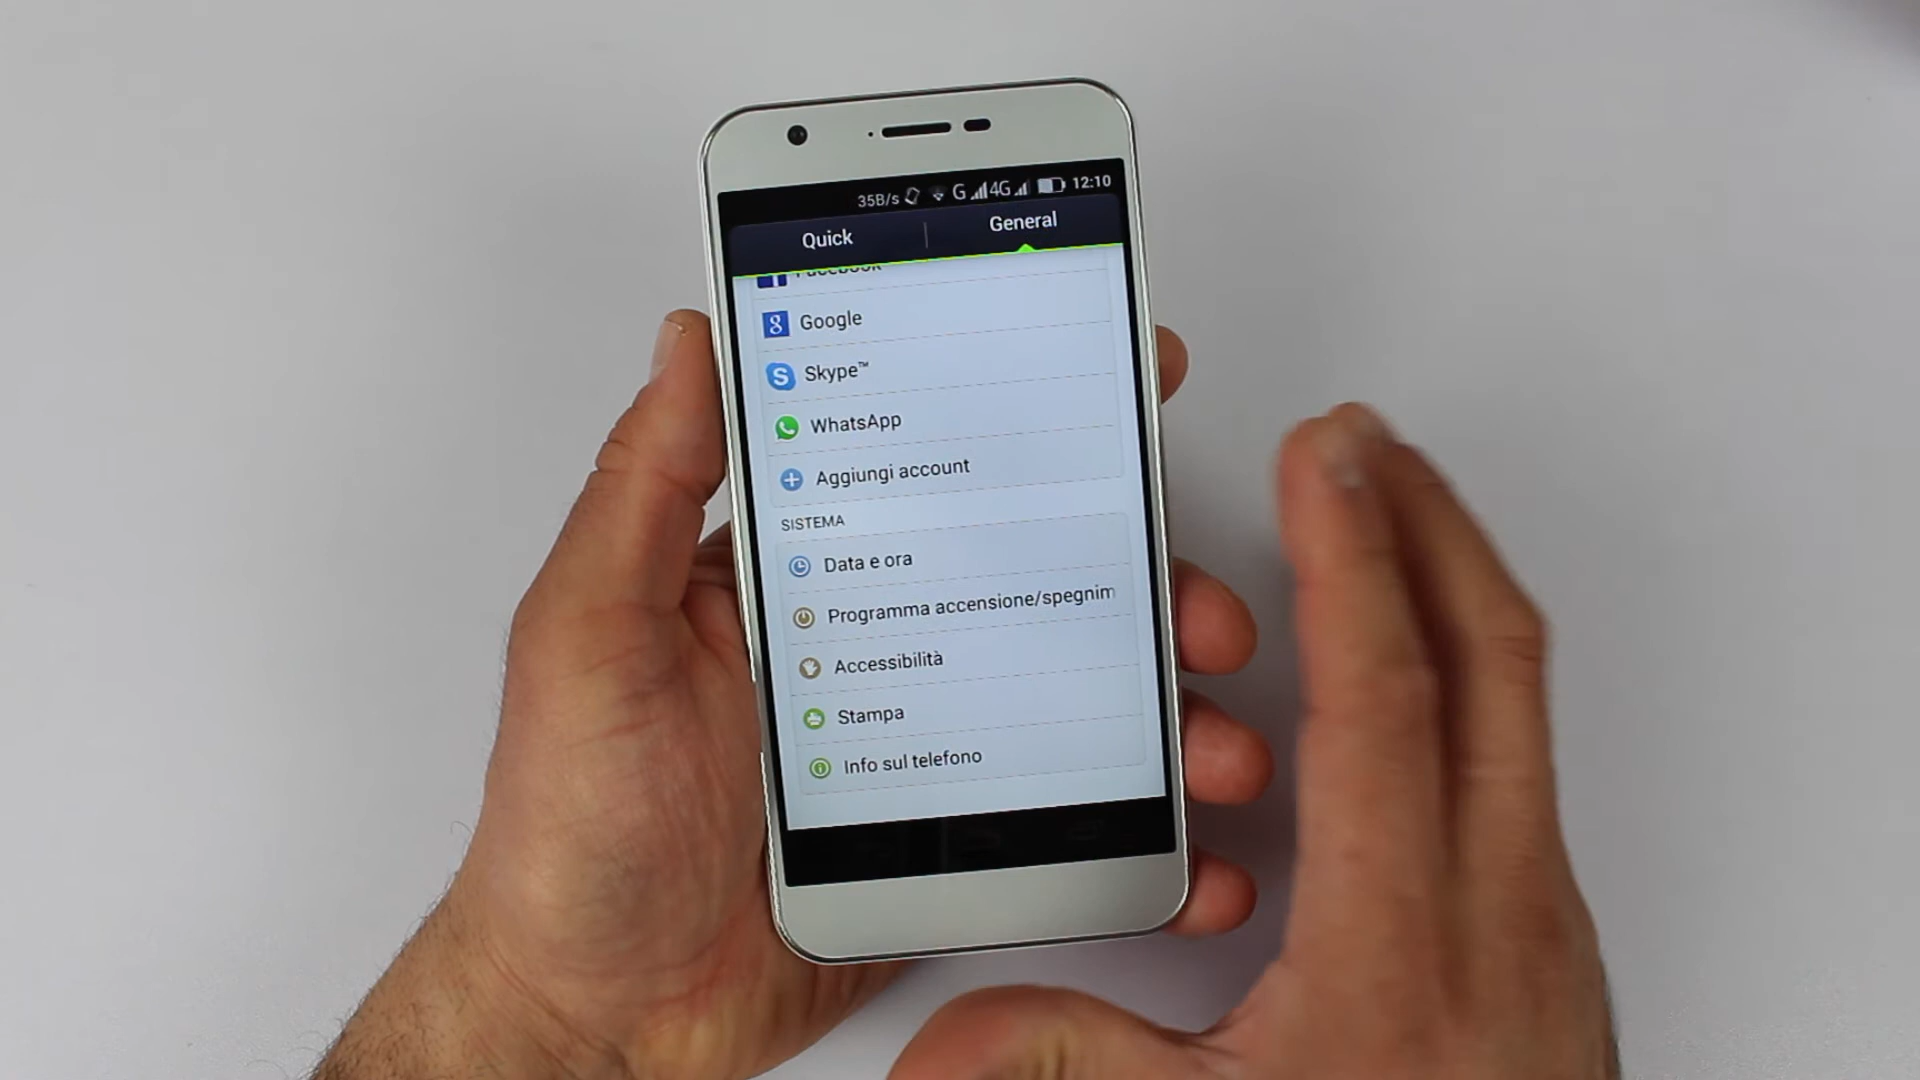 35B/s G 4G 12:10
Quick General
Facebook
Google
Skype™
WhatsApp
Aggiungi account
SISTEMA
Data e ora
Programma accensione/spegnim
Accessibilità
Stampa
Info sul telefono